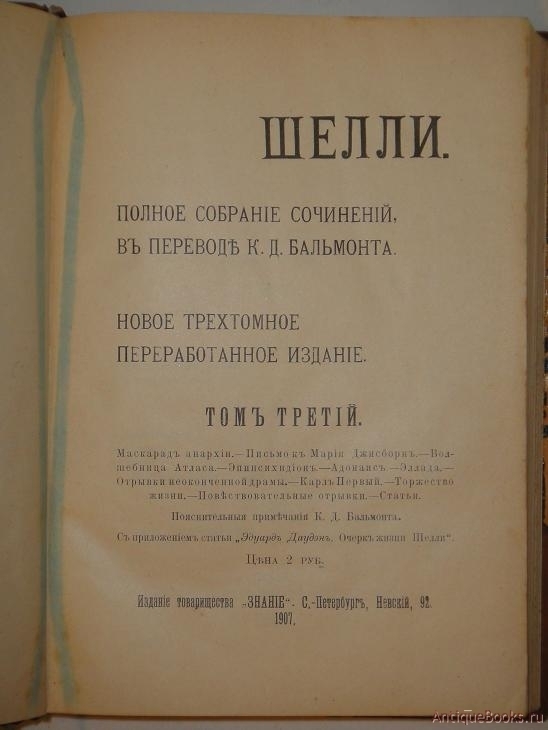 ШЕЛЛИ.
ПОЛНОЕ СОБРАНІЕ СОЧИНЕНІЙ,
ВЪ ПЕРЕВОДѢ К. Д. БАЛЬМОНТА.
НОВОЕ ТРЕХТОМНОЕ
ПЕРЕРАБОТАННОЕ ИЗДАНІЕ.
ТОМЪ ТРЕТІЙ.
Маскарадъ анархіи.—Письмо къ Маріи Джисборнъ.—Вол-
шебница Атласа.—Эпипсихидіонъ.—Адонаисъ.—Эллада.—
Отрывки неоконченной драмы.—Карлъ Первый.—Торжество
жизни.—Повѣствовательные отрывки.—Статьи.
Пояснительныя примѣчанія К. Д. Бальмонта.
Съ приложеніемъ статьи „Эдуардъ Даудэнъ, Очеркъ жизни Шелли“.
Цѣна 2 руб.
Изданіе товарищества „ЗНАНІЕ“. С.-Петербургъ, Невскій, 92.
1907.
AntiqueBooks.ru